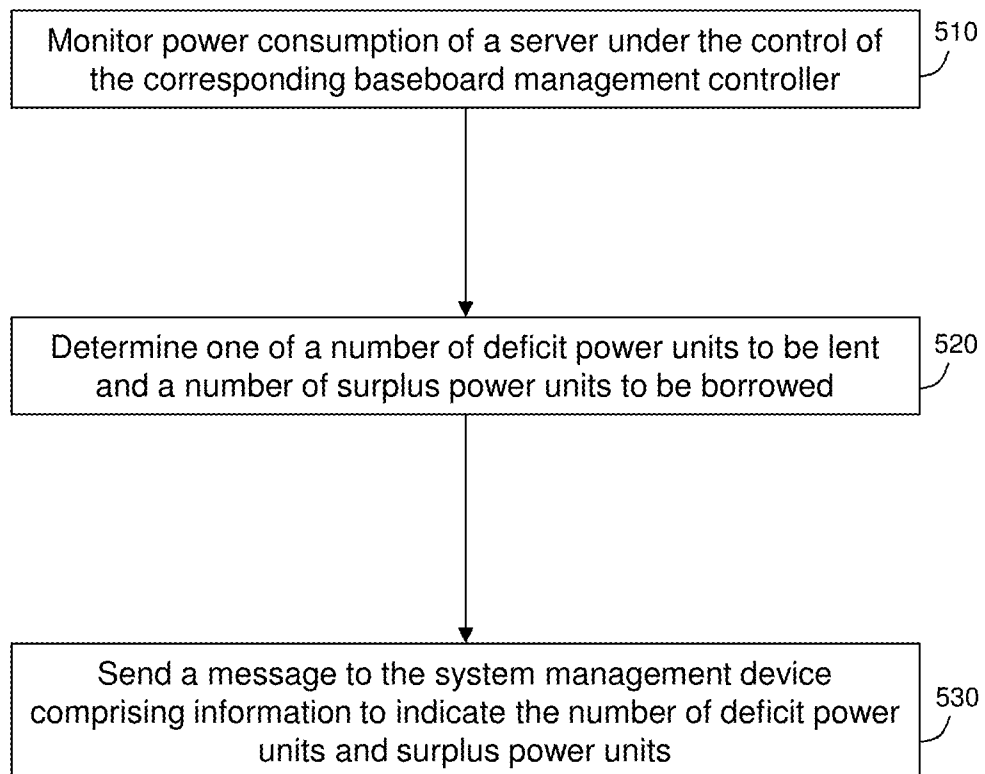 Monitor power consumption of a server under the control of
the corresponding baseboard management controller
510
Determine one of a number of deficit power units to be lent
and a number of surplus power units to be borrowed
520
Send a message to the system management device
comprising information to indicate the number of deficit power
units and surplus power units
530